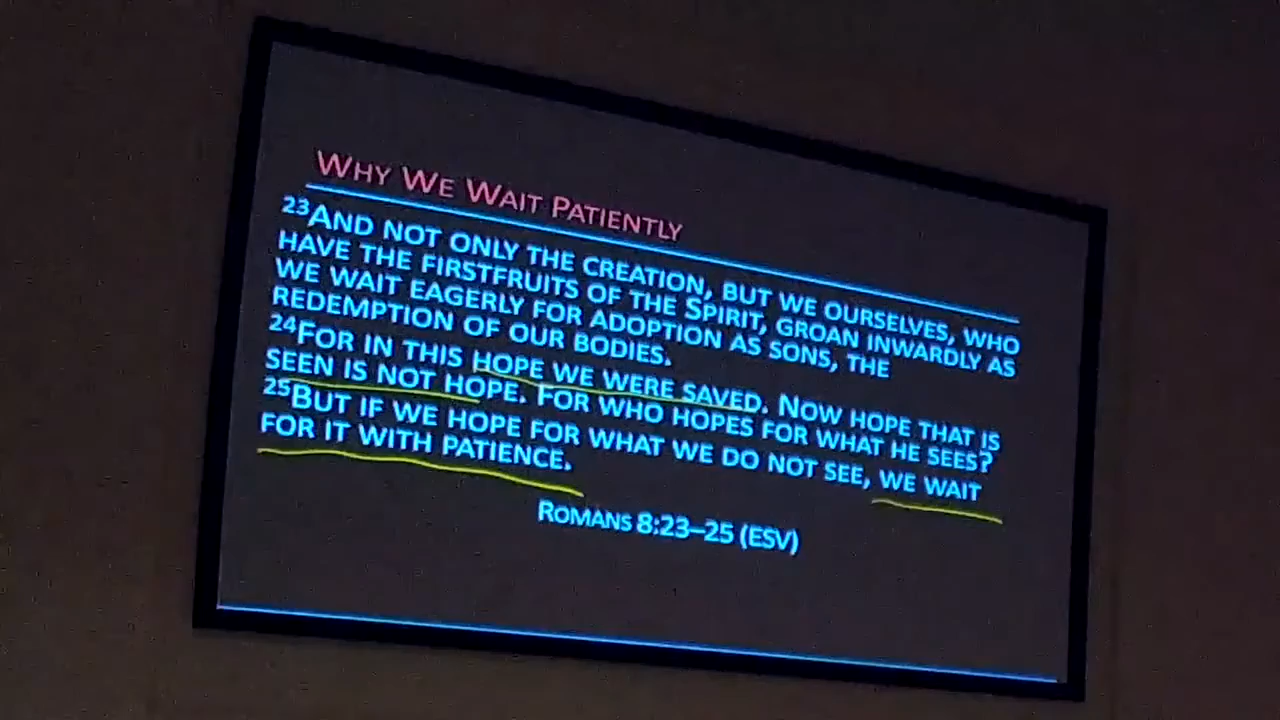 WHY WE WAIT PATIENTLY
23AND NOT ONLY THE CREATION, BUT WE OURSELVES, WHO
HAVE THE FIRSTFRUITS OF THE SPIRIT, GROAN INWARDLY AS
WE WAIT EAGERLY FOR ADOPTION AS SONS, THE
REDEMPTION OF OUR BODIES.
24FOR IN THIS HOPE WE WERE SAVED. NOW HOPE THAT IS
SEEN IS NOT HOPE. FOR WHO HOPES FOR WHAT HE SEES?
25BUT IF WE HOPE FOR WHAT WE DO NOT SEE, WE WAIT
FOR IT WITH PATIENCE.
ROMANS 8:23–25 (ESV)